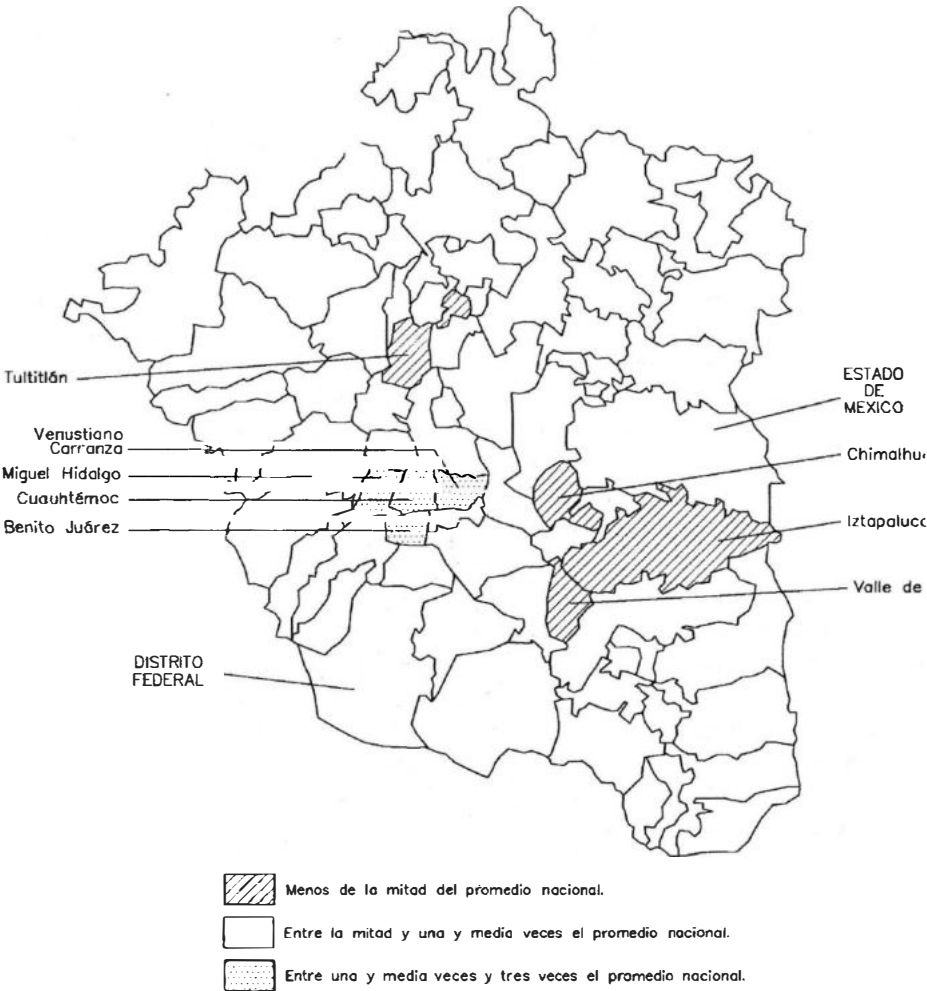 Tultitlán
ESTADO
DE
MEXICO
Venustiano
Carranza
Chimalhu
Miguel Hidalgo
Cuauhtémoc
Iztapaluc
Benito Juárez
Valle de
DISTRITO
FEDERAL
Menos de la mitad del promedio nacional.
Entre la mitad y una y media veces el promedio nacional.
Entre una y media veces y tres veces el promedio nacional.